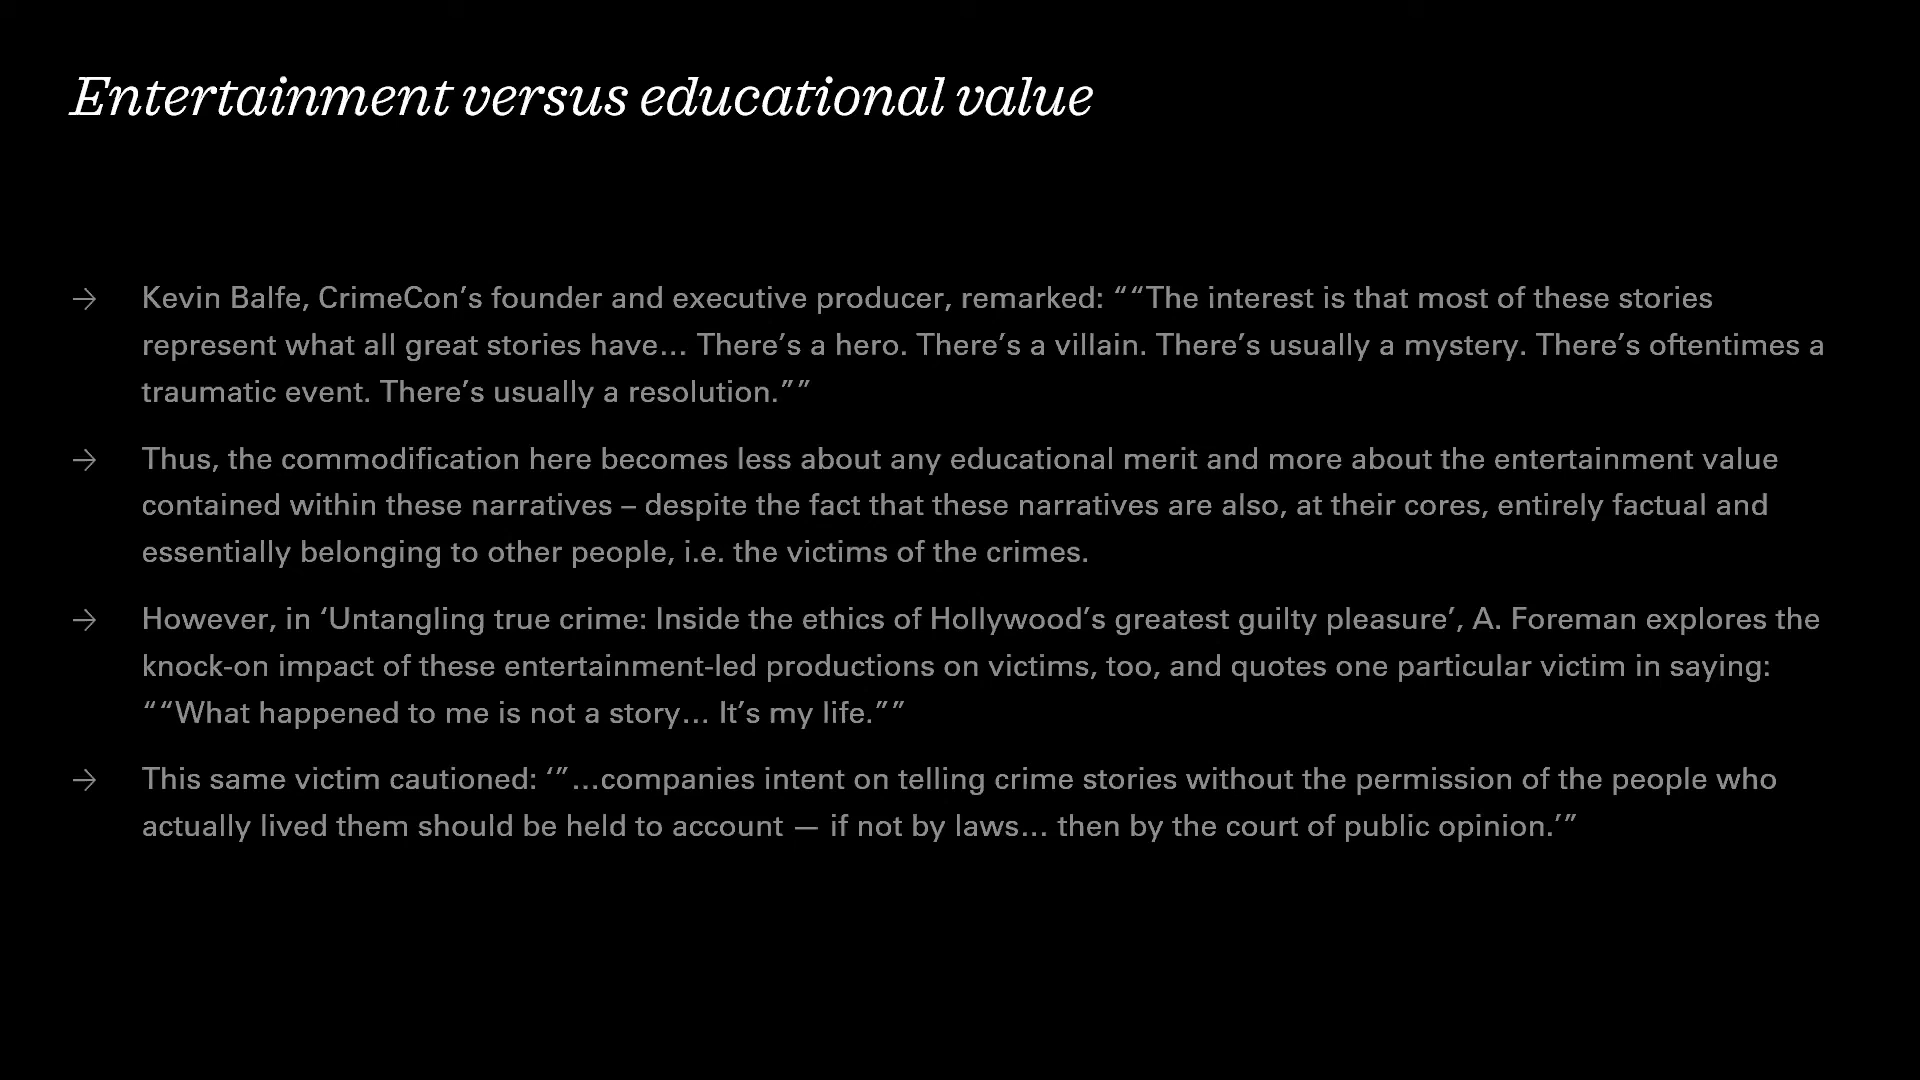 Entertainment versus educational value
→ Kevin Balfe, CrimeCon’s founder and executive producer, remarked: ““The interest is that most of these stories
represent what all great stories have… There’s a hero. There’s a villain. There’s usually a mystery. There’s oftentimes a
traumatic event. There’s usually a resolution.””
→ Thus, the commodification here becomes less about any educational merit and more about the entertainment value
contained within these narratives – despite the fact that these narratives are also, at their cores, entirely factual and
essentially belonging to other people, i.e. the victims of the crimes.
→ However, in ‘Untangling true crime: Inside the ethics of Hollywood’s greatest guilty pleasure’, A. Foreman explores the
knock-on impact of these entertainment-led productions on victims, too, and quotes one particular victim in saying:
““What happened to me is not a story… It’s my life.””
→ This same victim cautioned: ‘”…companies intent on telling crime stories without the permission of the people who
actually lived them should be held to account — if not by laws… then by the court of public opinion.’”